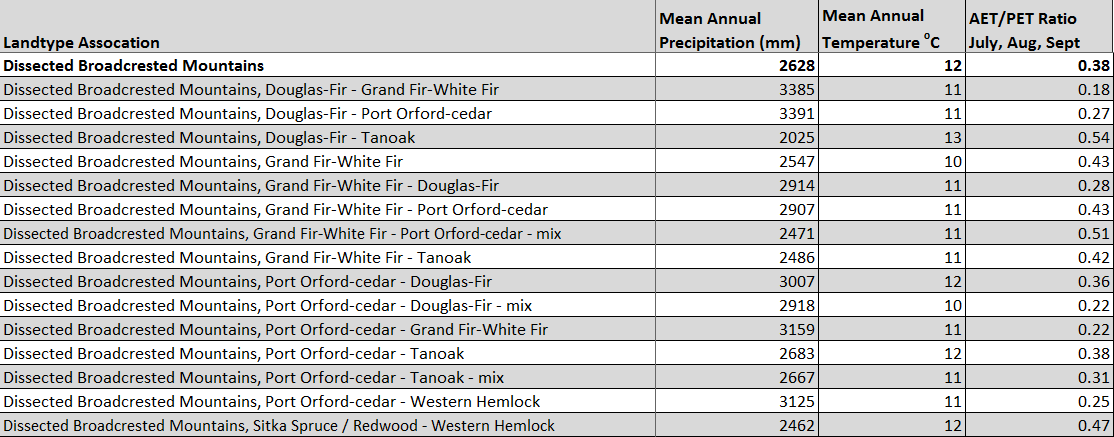 Landtype Assocation Mean Annual Precipitation (mm) Mean Annual Temperature °C AET/PET Ratio July, Aug, Sept
Dissected Broadcrested Mountains 2628 12 0.38
Dissected Broadcrested Mountains, Douglas-Fir - Grand Fir-White Fir 3385 11 0.18
Dissected Broadcrested Mountains, Douglas-Fir - Port Orford-cedar 3391 11 0.27
Dissected Broadcrested Mountains, Douglas-Fir - Tanoak 2025 13 0.54
Dissected Broadcrested Mountains, Grand Fir-White Fir 2547 10 0.43
Dissected Broadcrested Mountains, Grand Fir-White Fir - Douglas-Fir 2914 11 0.28
Dissected Broadcrested Mountains, Grand Fir-White Fir - Port Orford-cedar 2907 11 0.43
Dissected Broadcrested Mountains, Grand Fir-White Fir - Port Orford-cedar - mix 2471 11 0.51
Dissected Broadcrested Mountains, Grand Fir-White Fir - Tanoak 2486 11 0.42
Dissected Broadcrested Mountains, Port Orford-cedar - Douglas-Fir 3007 12 0.36
Dissected Broadcrested Mountains, Port Orford-cedar - Douglas-Fir - mix 2918 10 0.22
Dissected Broadcrested Mountains, Port Orford-cedar - Grand Fir-White Fir 3159 11 0.22
Dissected Broadcrested Mountains, Port Orford-cedar - Tanoak 2683 12 0.38
Dissected Broadcrested Mountains, Port Orford-cedar - Tanoak - mix 2667 11 0.31
Dissected Broadcrested Mountains, Port Orford-cedar - Western Hemlock 3125 11 0.25
Dissected Broadcrested Mountains, Sitka Spruce / Redwood - Western Hemlock 2462 12 0.47